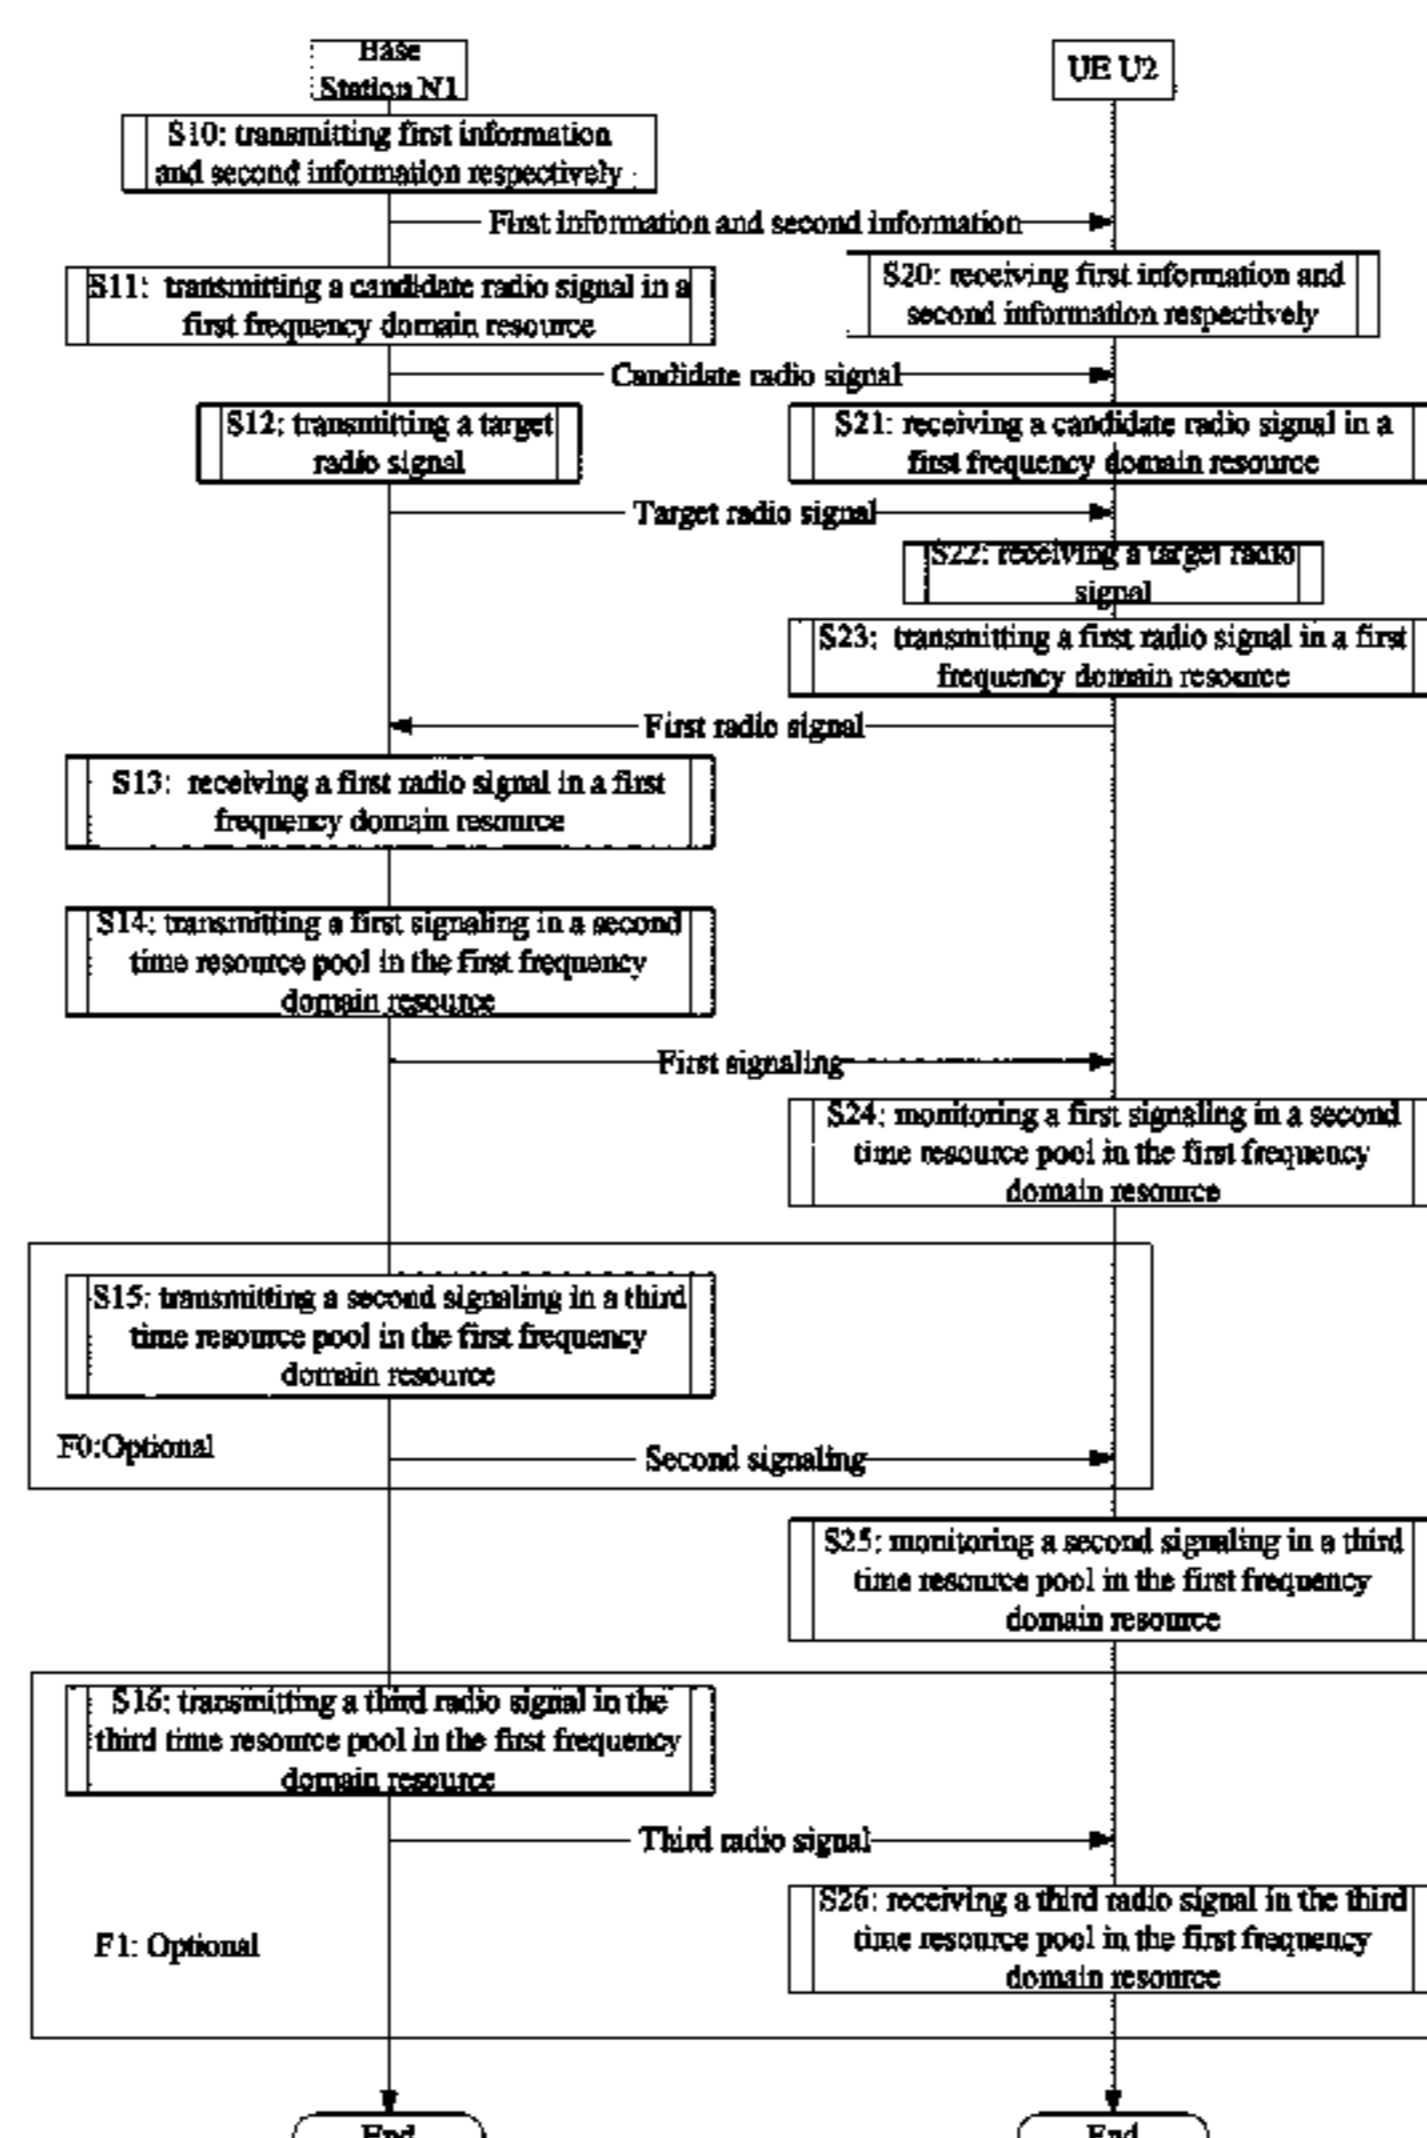 Base
Station N1
UE U2
S10: transmitting first information
and second information respectively
First information and second information
S11: transmitting a candidate radio signal in a
first frequency domain resource
S20: receiving first information and
second information respectively
Candidate radio signal
S12: transmitting a target
radio signal
S21: receiving a candidate radio signal in a
first frequency domain resource
Target radio signal
S22: receiving a target radio
signal
S23: transmitting a first radio signal in a first
frequency domain resource
First radio signal
S13: receiving a first radio signal in a first
frequency domain resource
S14: transmitting a first signaling in a second
time resource pool in the first frequency
domain resource
First signaling
S24: monitoring a first signaling in a second
time resource pool in the first frequency
domain resource
S15: transmitting a second signaling in a third
time resource pool in the first frequency
domain resource
F0:Optional
Second signaling
S25: monitoring a second signaling in a third
time resource pool in the first frequency
domain resource
S16: transmitting a third radio signal in the
third time resource pool in the first frequency
domain resource
Third radio signal
S26: receiving a third radio signal in the third
time resource pool in the first frequency
domain resource
F1: Optional
End
End